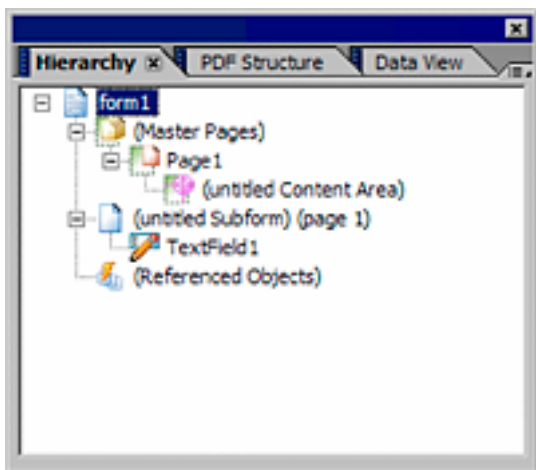 Hierarchy PDF Structure Data View
form1
(Master Pages)
Page1
(untitled Content Area)
(untitled Subform) (page 1)
TextField1
(Referenced Objects)